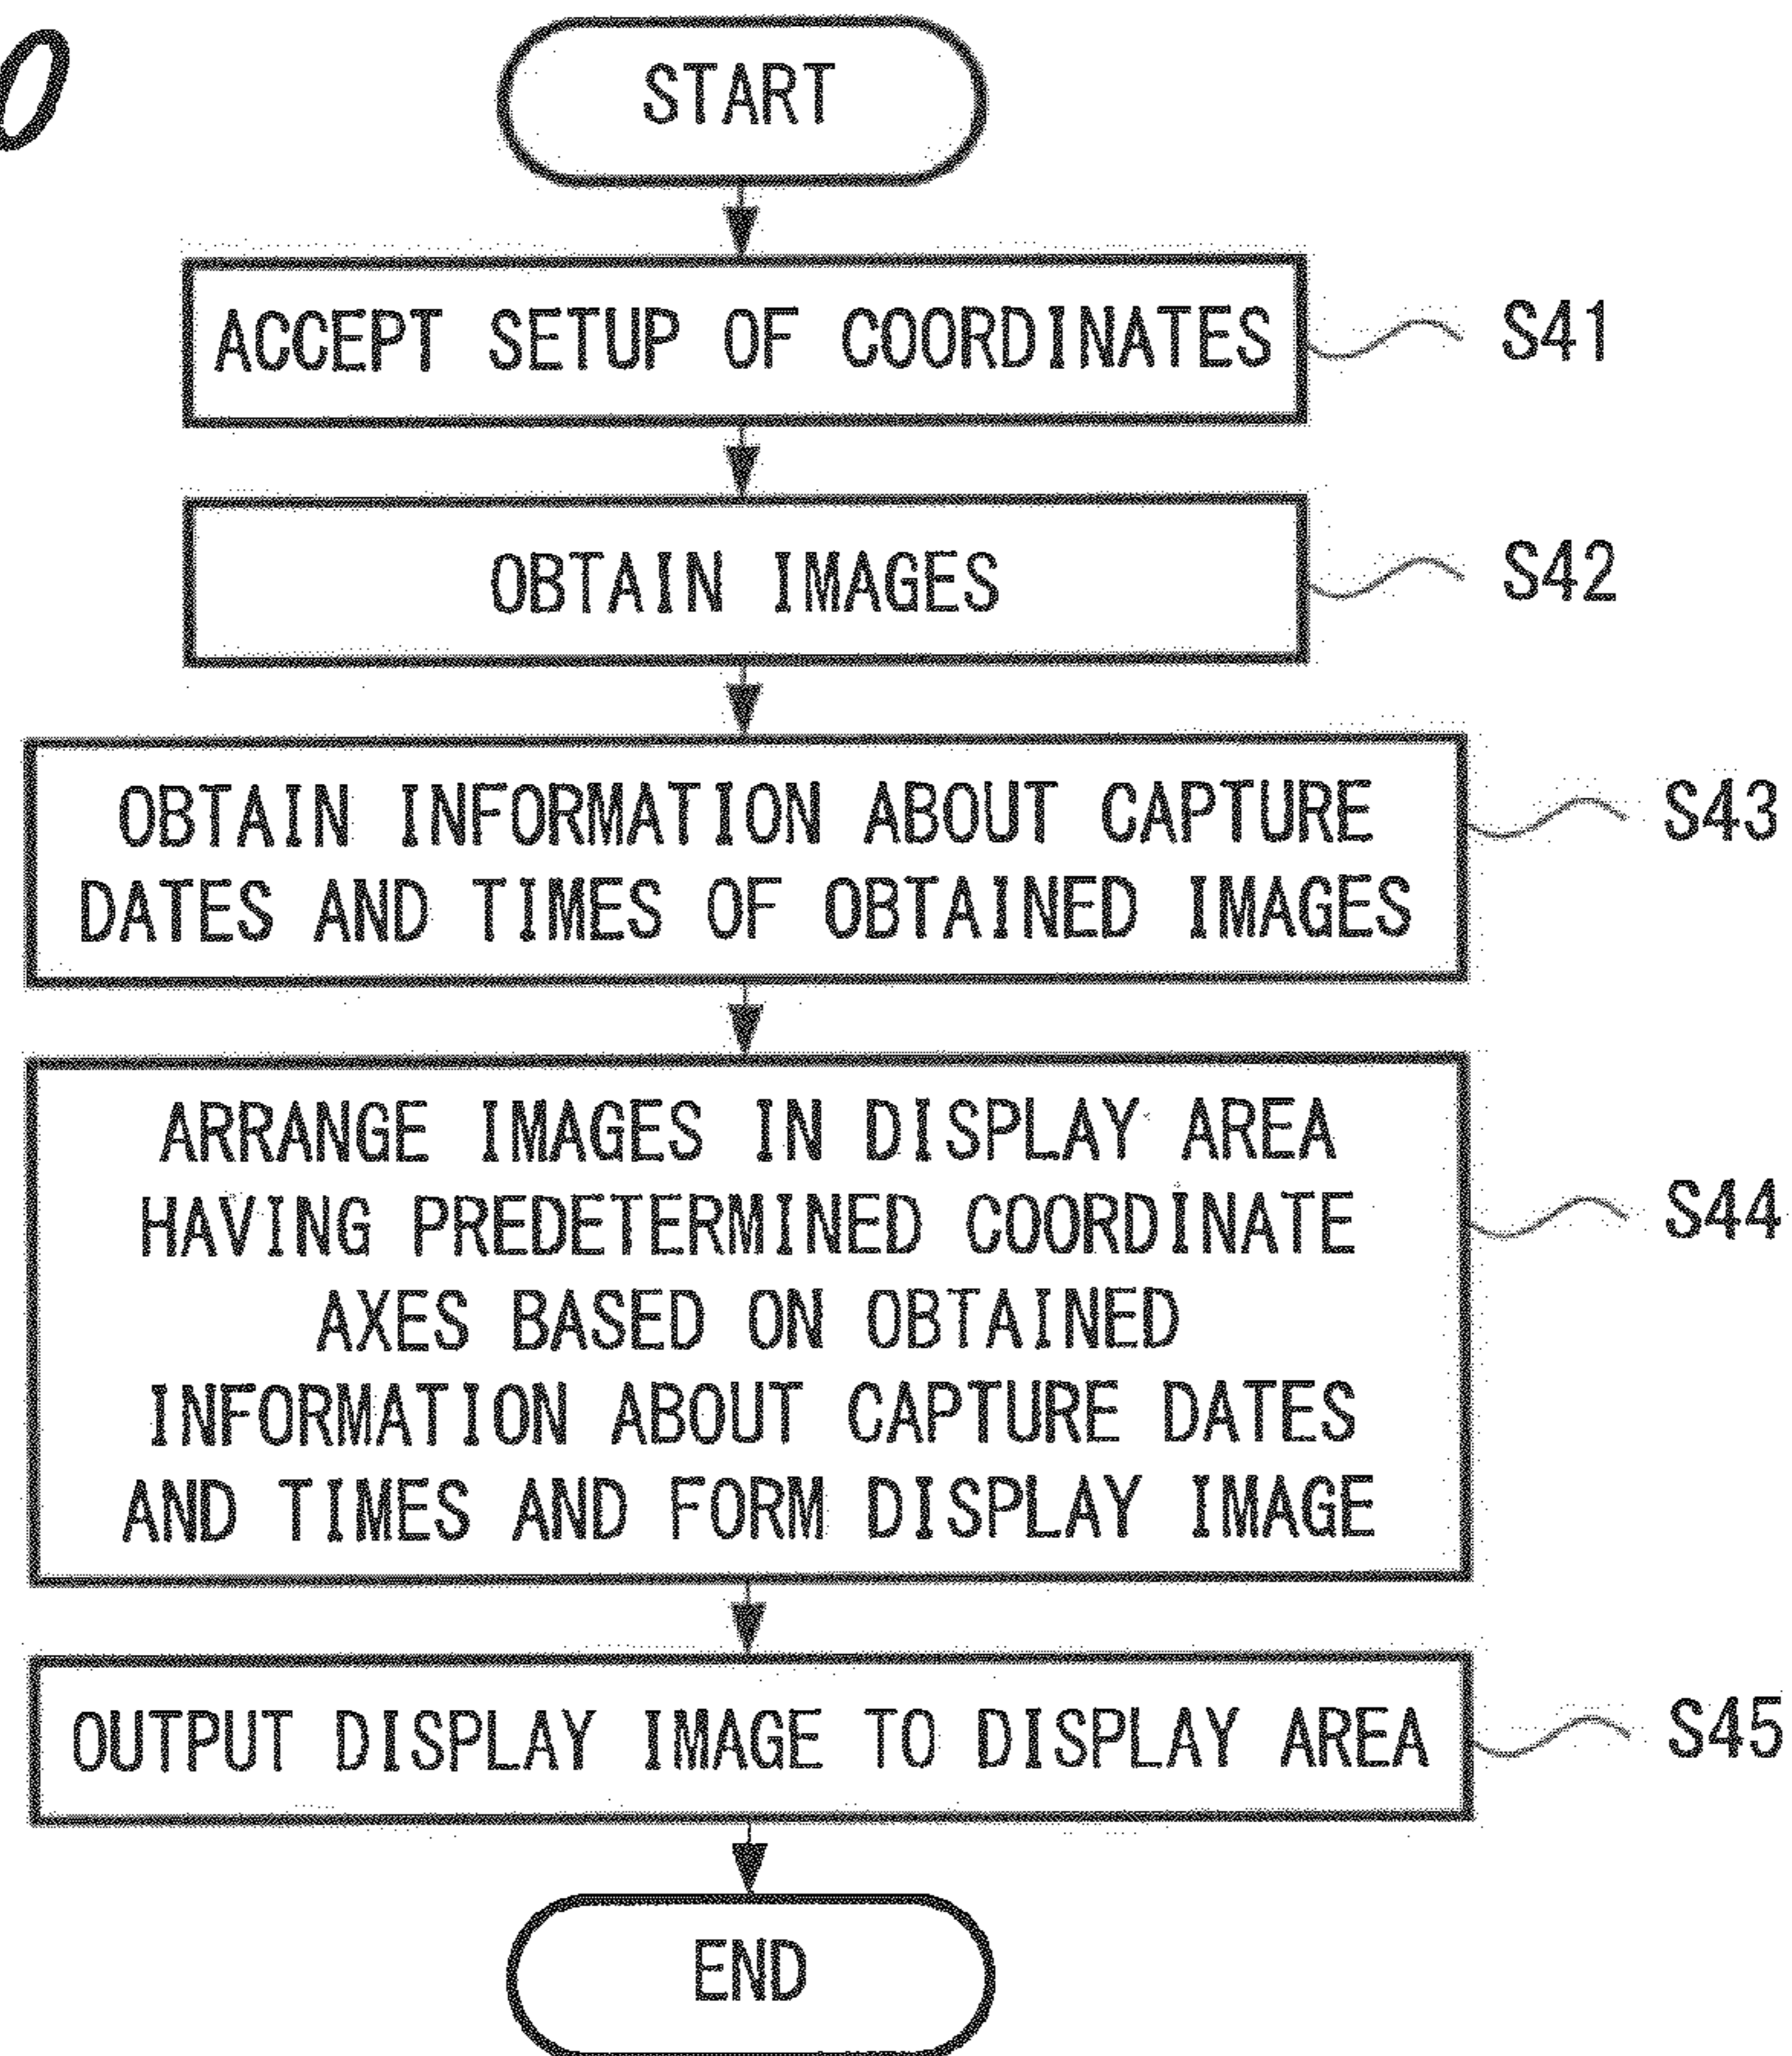 0
START
ACCEPT SETUP OF COORDINATES
S41
OBTAIN IMAGES
S42
OBTAIN INFORMATION ABOUT CAPTURE
DATES AND TIMES OF OBTAINED IMAGES
S43
ARRANGE IMAGES IN DISPLAY AREA
HAVING PREDETERMINED COORDINATE
AXES BASED ON OBTAINED
INFORMATION ABOUT CAPTURE DATES
AND TIMES AND FORM DISPLAY IMAGE
S44
OUTPUT DISPLAY IMAGE TO DISPLAY AREA
S45
END